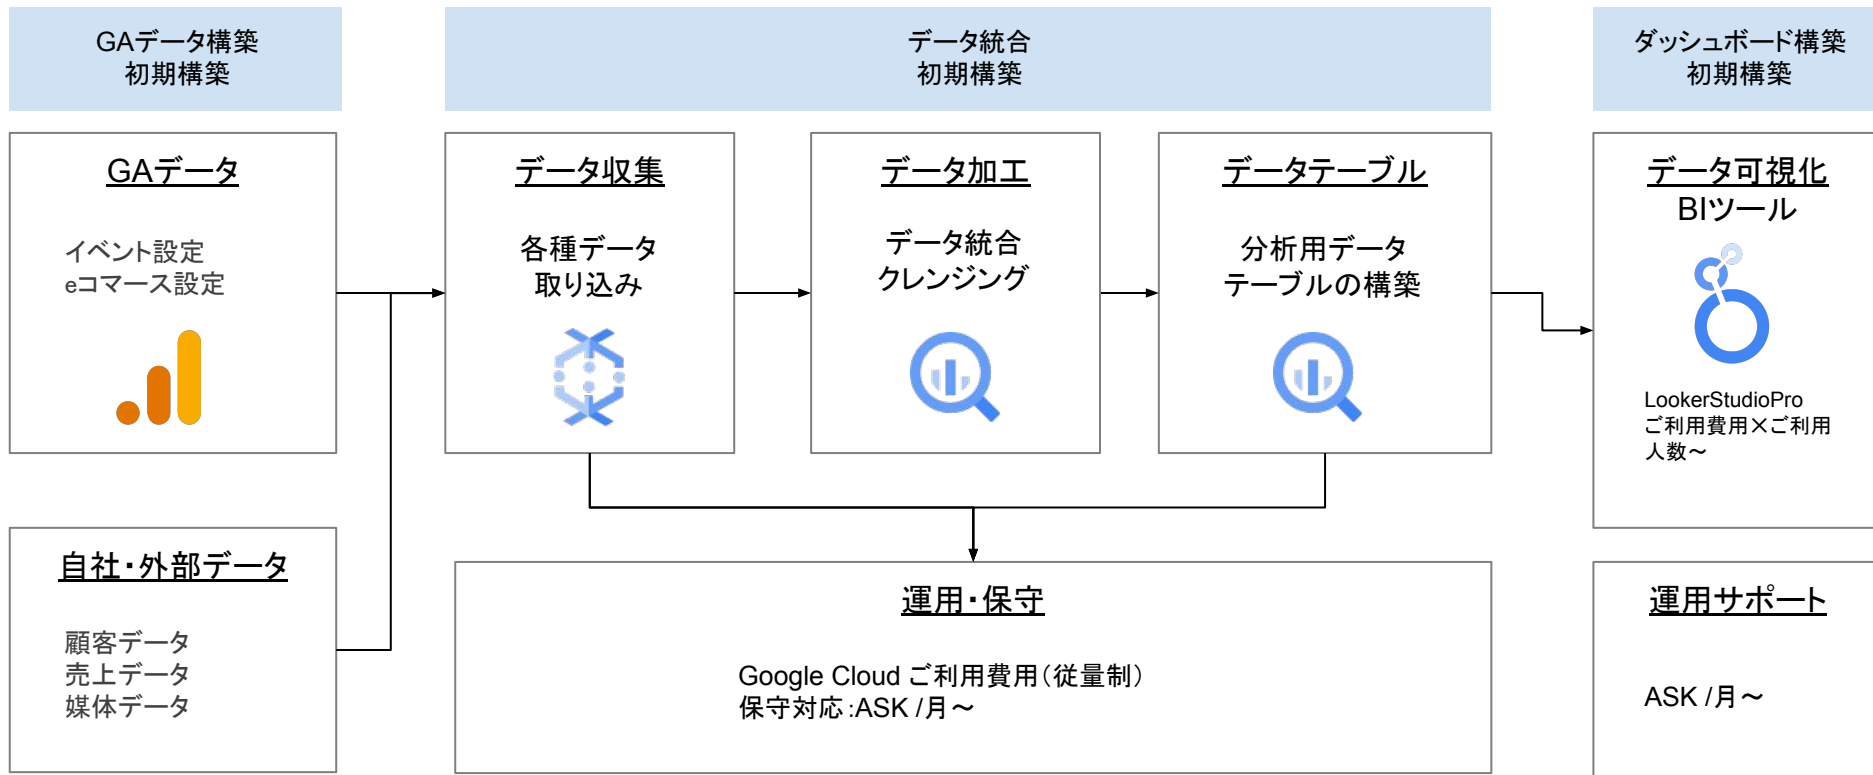 GAデータ構築
初期構築
データ統合
初期構築
ダッシュボード構築
初期構築
GAデータ
イベント設定
eコマース設定
データ収集
各種データ
取り込み
データ加工
データ統合
クレンジング
データテーブル
分析用データ
テーブルの構築
データ可視化
BIツール
LookerStudioPro
ご利用費用×ご利用
人数～
自社・外部データ
顧客データ
売上データ
媒体データ
運用・保守
Google Cloud ご利用費用（従量制）
保守対応：ASK /月～
運用サポート
ASK /月～